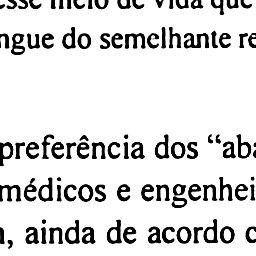 esse meio de vida que
ngue do semelhante re
preferência dos “aba
médicos e engenhei
a, ainda de acordo c